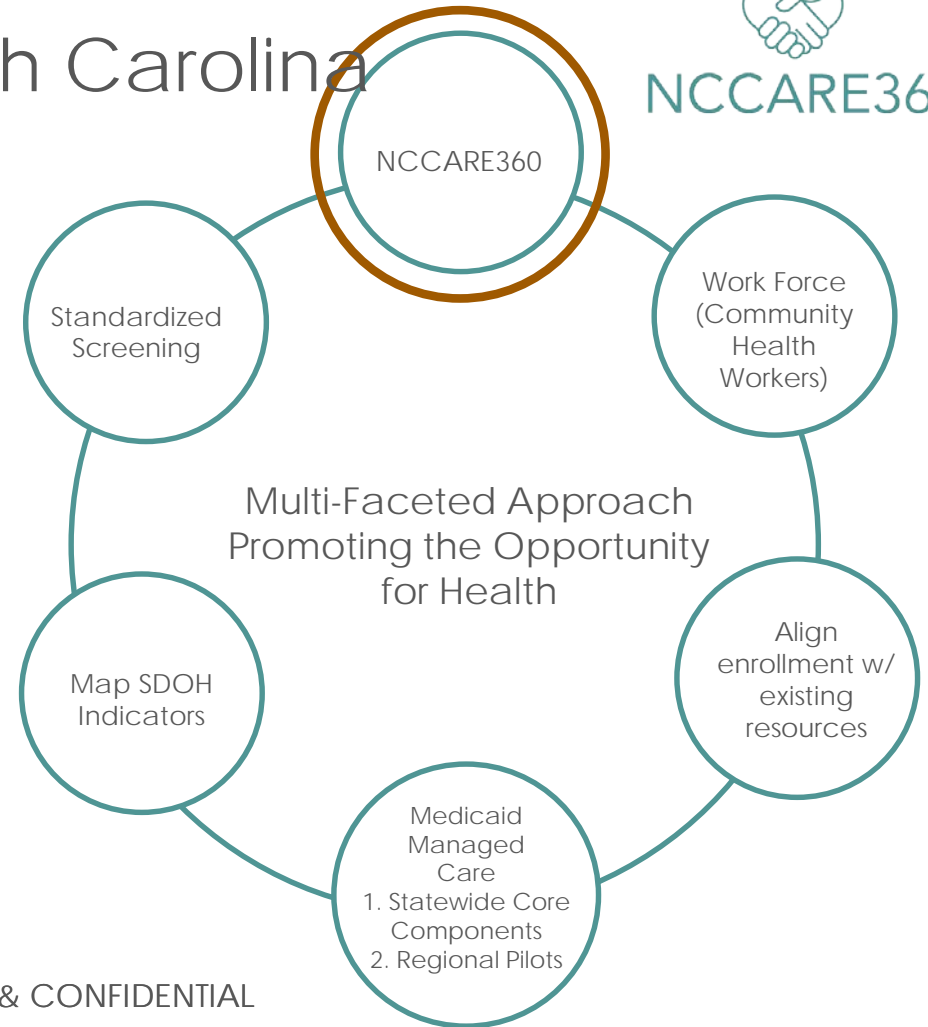 h Carolina
NCCARE36
NCCARE360
Standardized
Screening
Work Force
(Community
Health
Workers)
Multi-Faceted Approach
Promoting the Opportunity
for Health
Align
enrollment w/
existing
resources
Map SDOH
Indicators
Medicaid
Managed
Care
1. Statewide Core
Components
2. Regional Pilots
& CONFIDENTIAL